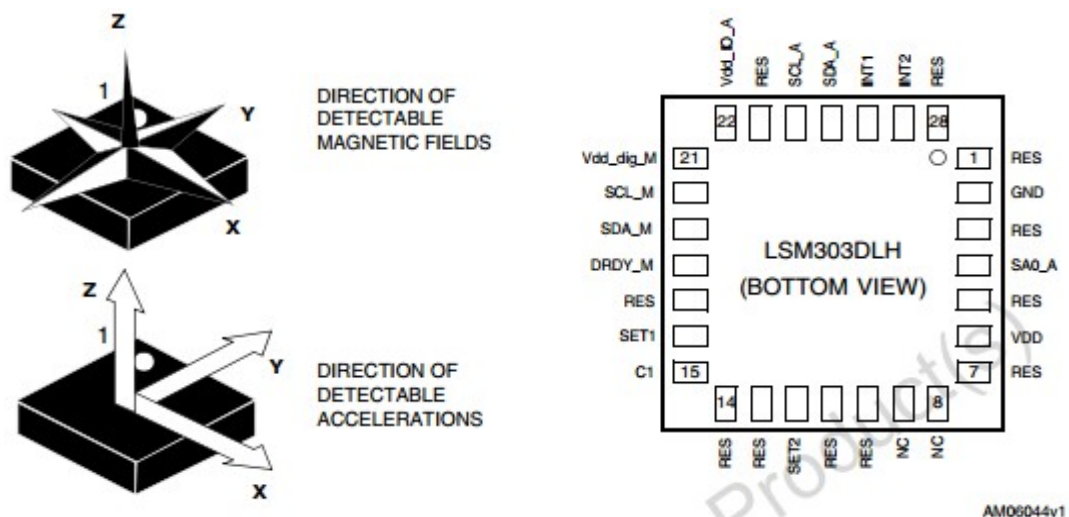 Z
1
Y
X
DIRECTION OF
DETECTABLE
MAGNETIC FIELDS
Z
1
Y
X
DIRECTION OF
DETECTABLE
ACCELERATIONS
Vdd_IO_A
RES
SCL_A
SDA_A
INT1
INT2
RES
22
28
Vdd_dig_M 21
SCL_M
SDA_M
DRDY_M
RES
SET1
C1 15
LSM303DLH
(BOTTOM VIEW)
1 RES
GND
RES
SA0_A
RES
VDD
7 RES
14
8
RES
RES
SET2
RES
RES
NC
NC
Product(s)
AM06044v1